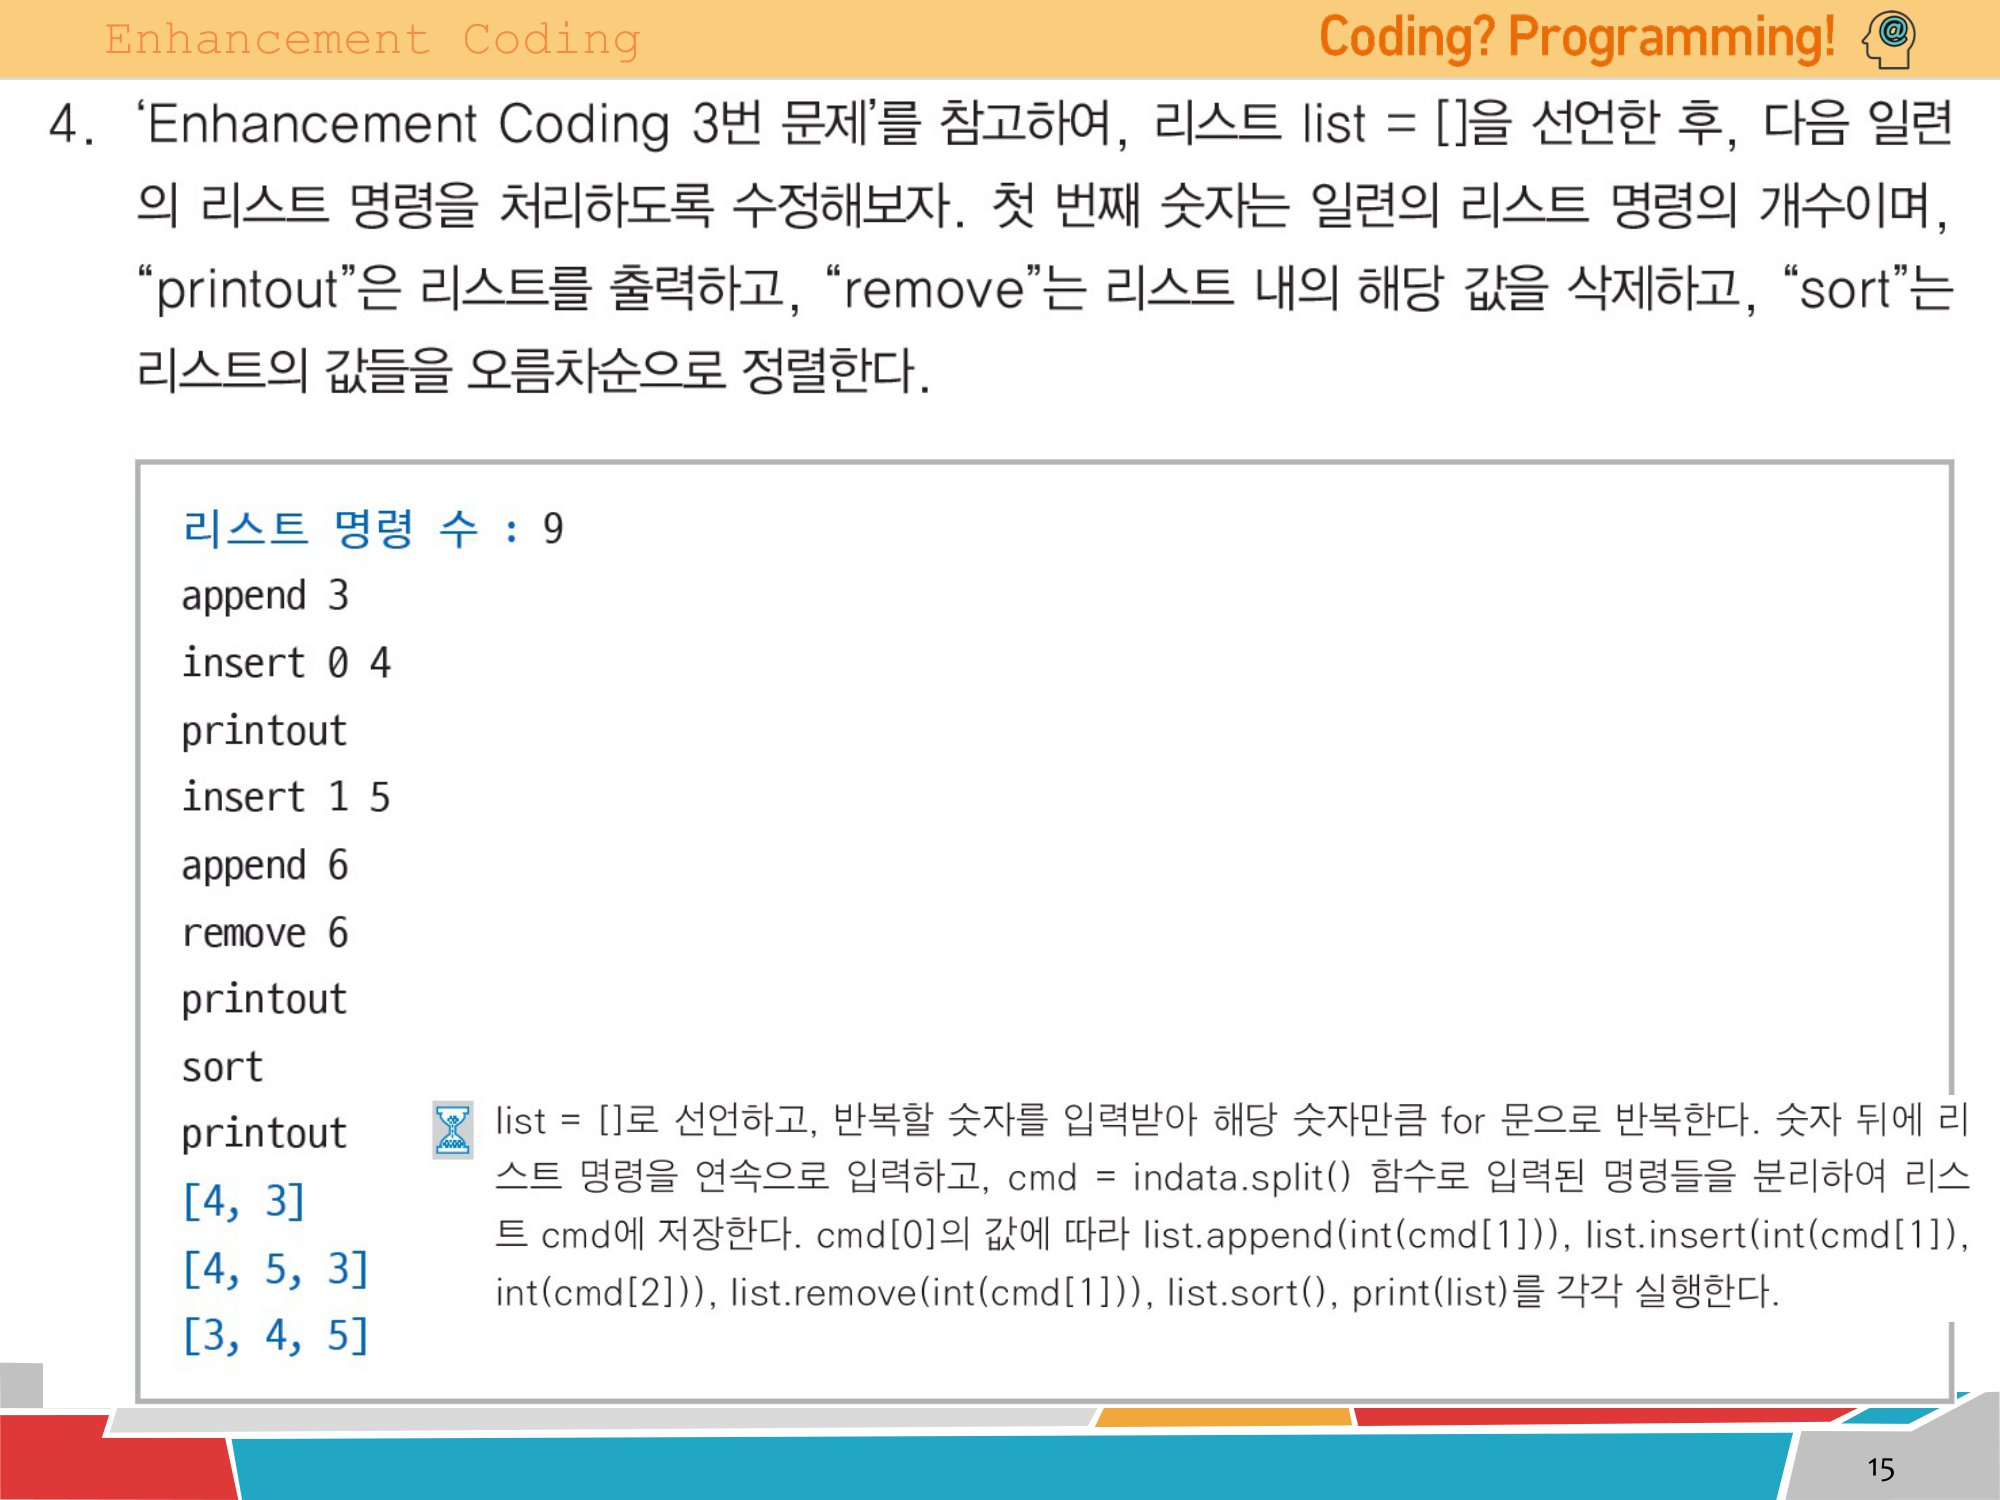 Enhancement Coding
Coding? Programming!
4. ‘Enhancement Coding 3번 문제’를 참고하여, 리스트 list = []을 선언한 후, 다음 일련
의 리스트 명령을 처리하도록 수정해보자. 첫 번째 숫자는 일련의 리스트 명령의 개수이며,
“printout”은 리스트를 출력하고, “remove”는 리스트 내의 해당 값을 삭제하고, “sort”는
리스트의 값들을 오름차순으로 정렬한다.
리스트 명령 수 : 9
append 3
insert 0 4
printout
insert 1 5
append 6
remove 6
printout
sort
printout
[4, 3]
[4, 5, 3]
[3, 4, 5]
list = []로 선언하고, 반복할 숫자를 입력받아 해당 숫자만큼 for 문으로 반복한다. 숫자 뒤에 리
스트 명령을 연속으로 입력하고, cmd = indata.split() 함수로 입력된 명령들을 분리하여 리스
트 cmd에 저장한다. cmd[0]의 값에 따라 list.append(int(cmd[1])), list.insert(int(cmd[1]),
int(cmd[2])), list.remove(int(cmd[1])), list.sort(), print(list)를 각각 실행한다.
15